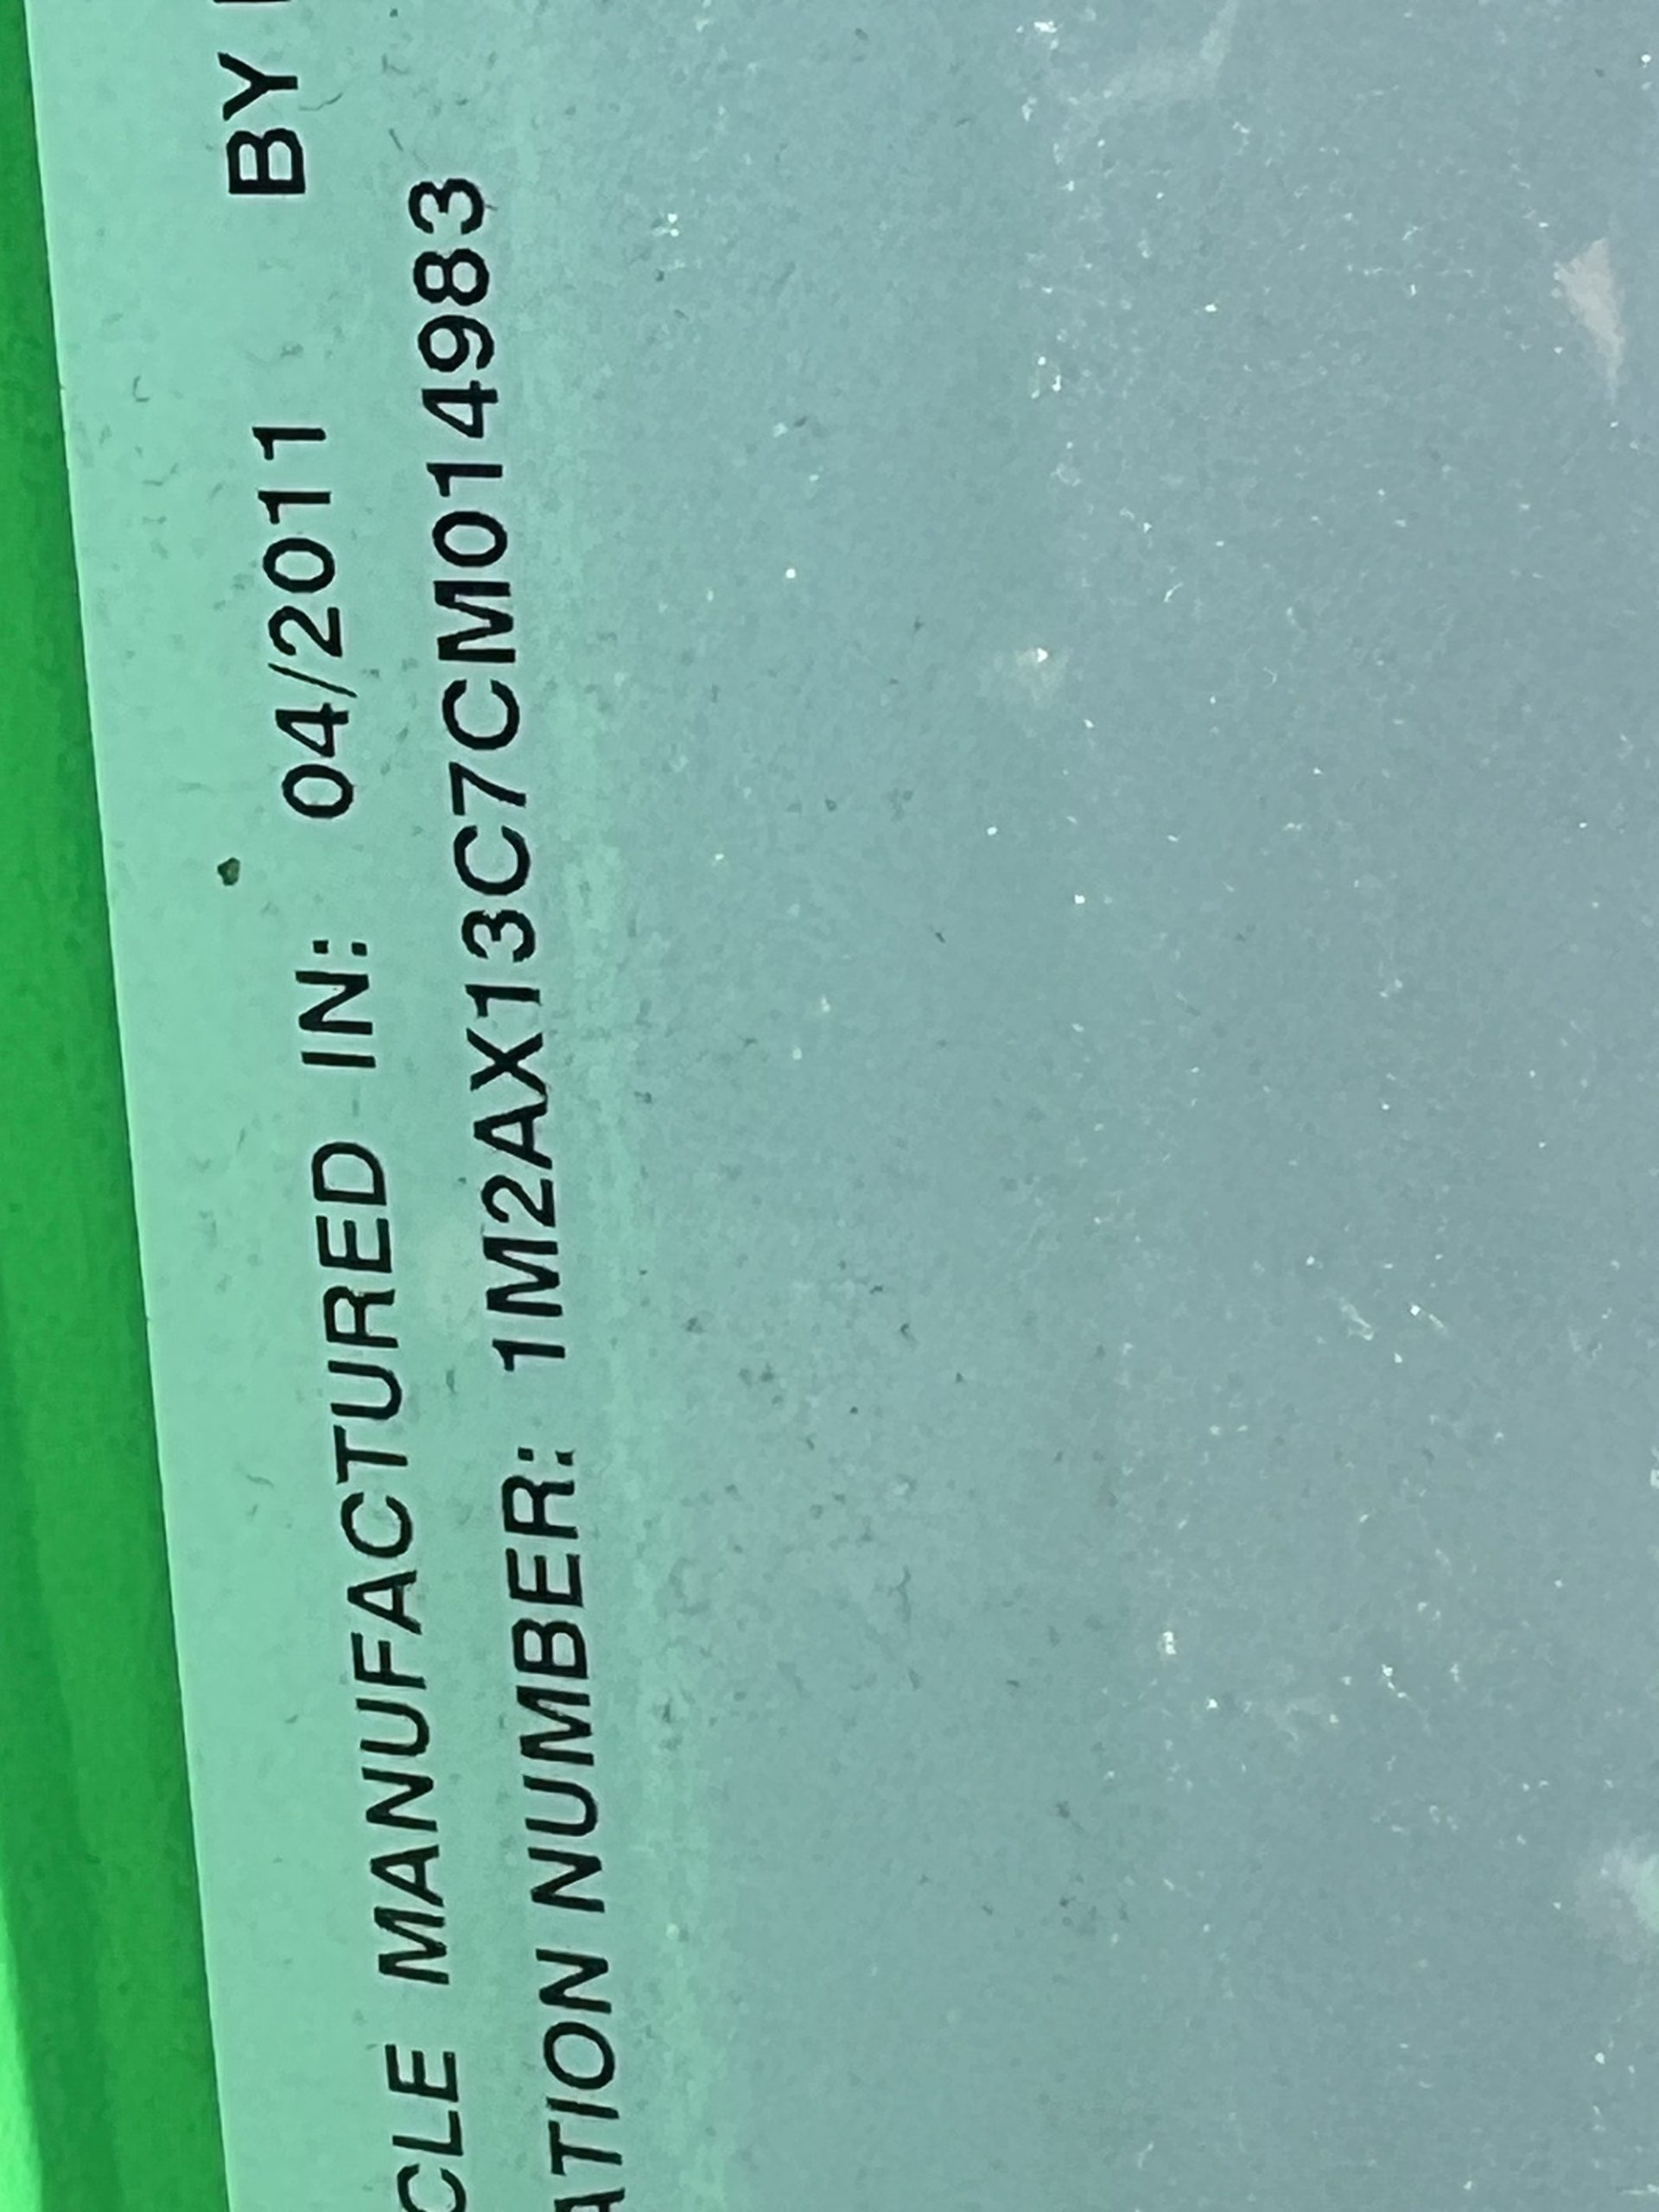 CLE MANUFACTURED IN: 04/2011 BY
ATION NUMBER: 1M2AX13C7CM014983